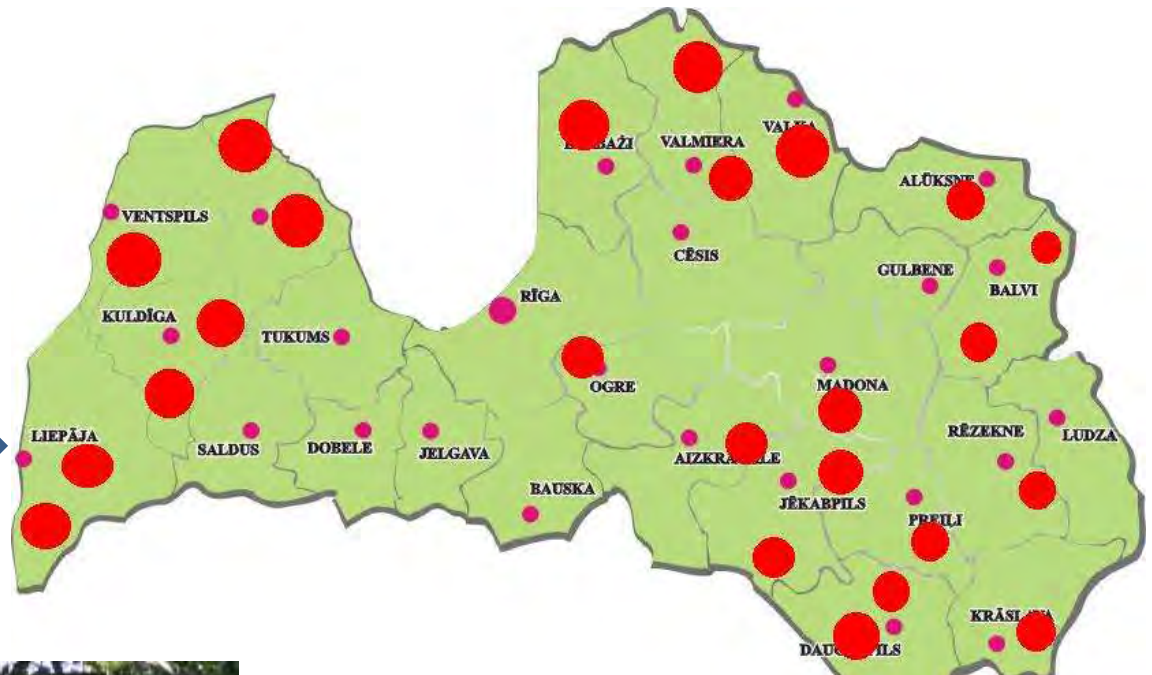 VALMIERA
ALŪKSNE
VENTSPILS
CĒSIS
GULBENE
BALVI
RĪGA
KULDĪGA
TUKUMS
OGRE
MADONA
LIEPĀJA
SALDUS
DOBELE
JELGAVA
RĒZEKNE
LUDZA
BAUSKA
JĒKABPILS
PREIĻI